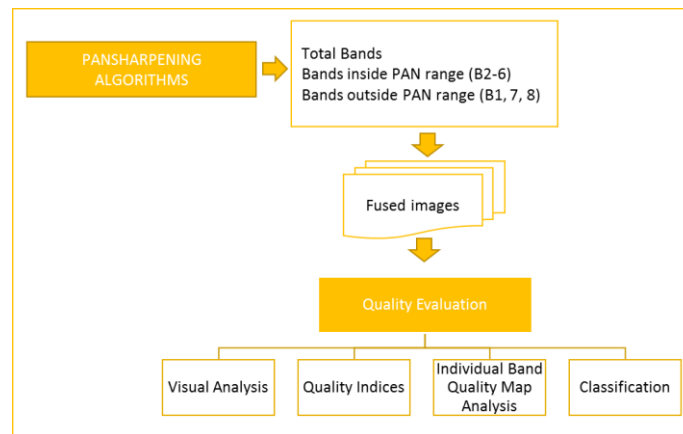 PANSHARPENING
ALGORITHMS
Total Bands
Bands inside PAN range (B2-6)
Bands outside PAN range (B1, 7, 8)
Fused images
Quality Evaluation
Visual Analysis
Quality Indices
Individual Band
Quality Map
Analysis
Classification